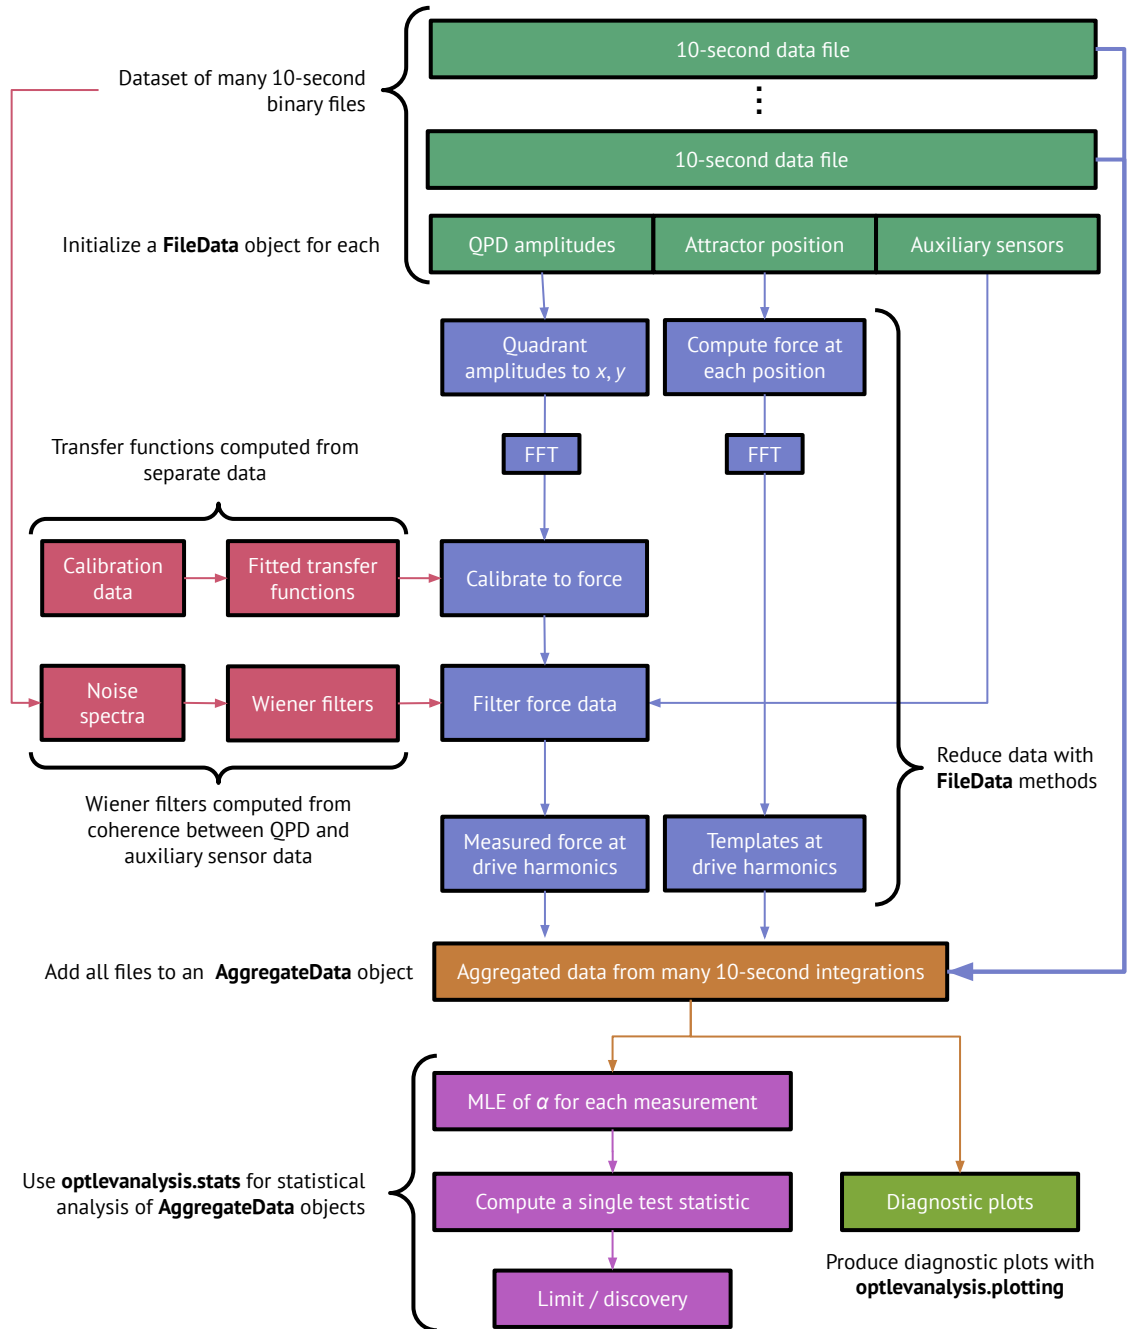 10-second data file
Dataset of many 10-second
binary files
10-second data file
Initialize a FileData object for each
QPD amplitudes
Attractor position
Auxiliary sensors
Quadrant
amplitudes to x, y
Compute force at
each position
FFT
FFT
Transfer functions computed from
separate data
Calibration
data
Fitted transfer
functions
Calibrate to force
Noise
spectra
Wiener filters
Filter force data
Wiener filters computed from
coherence between QPD and
auxiliary sensor data
Reduce data with
FileData methods
Measured force at
drive harmonics
Templates at
drive harmonics
Add all files to an AggregateData object
Aggregated data from many 10-second integrations
MLE of α for each measurement
Use optlevanalysis.stats for statistical
analysis of AggregateData objects
Compute a single test statistic
Diagnostic plots
Limit / discovery
Produce diagnostic plots with
optlevanalysis.plotting